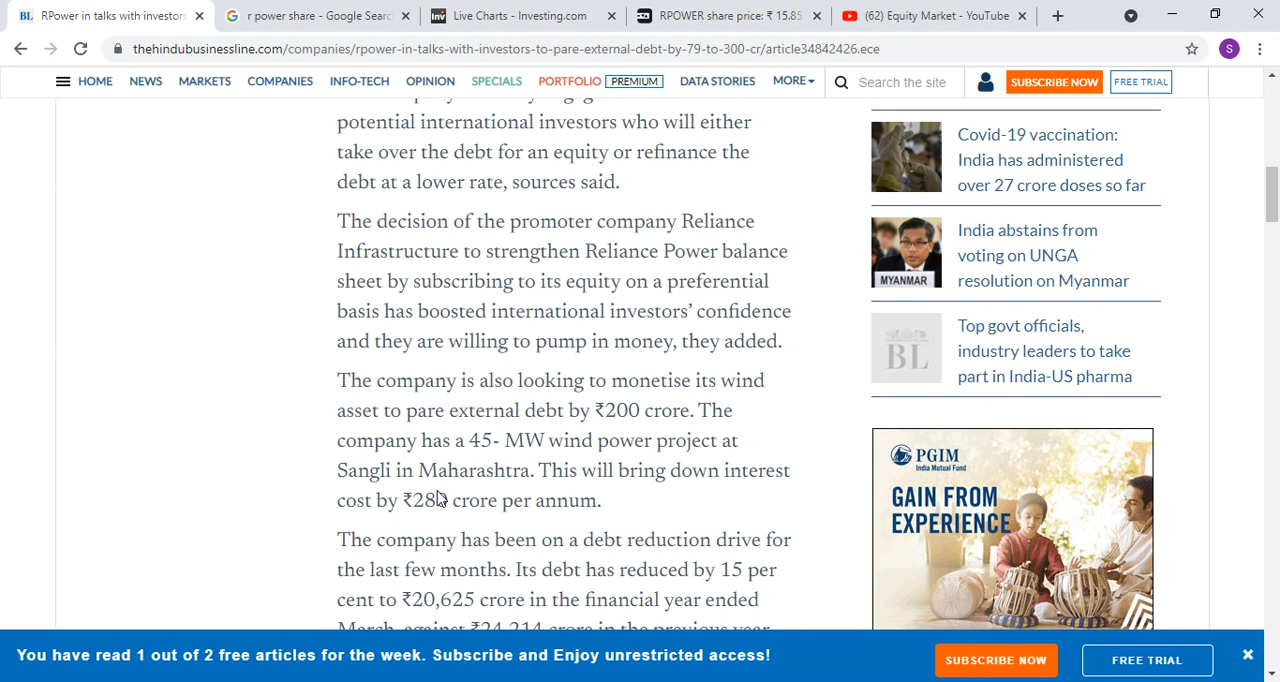 RPower in talks with investors
r power share - Google Searc
Live Charts - Investing.com
RPOWER share price: ₹ 15.85
(62) Equity Market - YouTube
thehindubusinessline.com/companies/rpower-in-talks-with-investors-to-pare-external-debt-by-79-to-300-cr/article34842426.ece
S
HOME NEWS MARKETS COMPANIES INFO-TECH OPINION SPECIALS PORTFOLIO PREMIUM DATA STORIES MORE Search the site SUBSCRIBE NOW FREE TRIAL
potential international investors who will either
take over the debt for an equity or refinance the
debt at a lower rate, sources said.
The decision of the promoter company Reliance
Infrastructure to strengthen Reliance Power balance
sheet by subscribing to its equity on a preferential
basis has boosted international investors’ confidence
and they are willing to pump in money, they added.
The company is also looking to monetise its wind
asset to pare external debt by ₹200 crore. The
company has a 45- MW wind power project at
Sangli in Maharashtra. This will bring down interest
cost by crore per annum.
The company has been on a debt reduction drive for
the last few months. Its debt has reduced by 15 per
cent to ₹20,625 crore in the financial year ended
March, against ₹24,214 crore in the previous year
Covid-19 vaccination:
India has administered
over 27 crore doses so far
MYANMAR
India abstains from
voting on UNGA
resolution on Myanmar
BL
Top govt officials,
industry leaders to take
part in India-US pharma
PGIM
India Mutual Fund
GAIN FROM
EXPERIENCE
You have read 1 out of 2 free articles for the week. Subscribe and Enjoy unrestricted access!
SUBSCRIBE NOW
FREE TRIAL